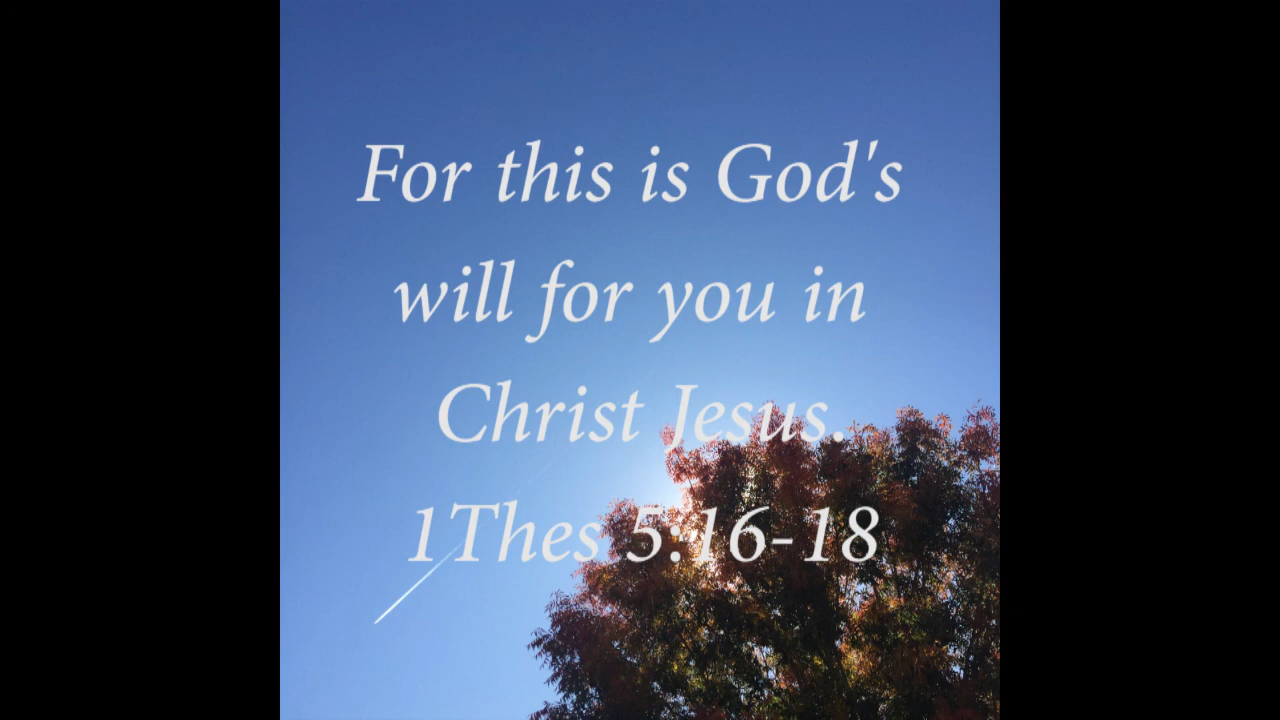 For this is God's
will for you in
Christ Jesus.
1Thes 5:16-18